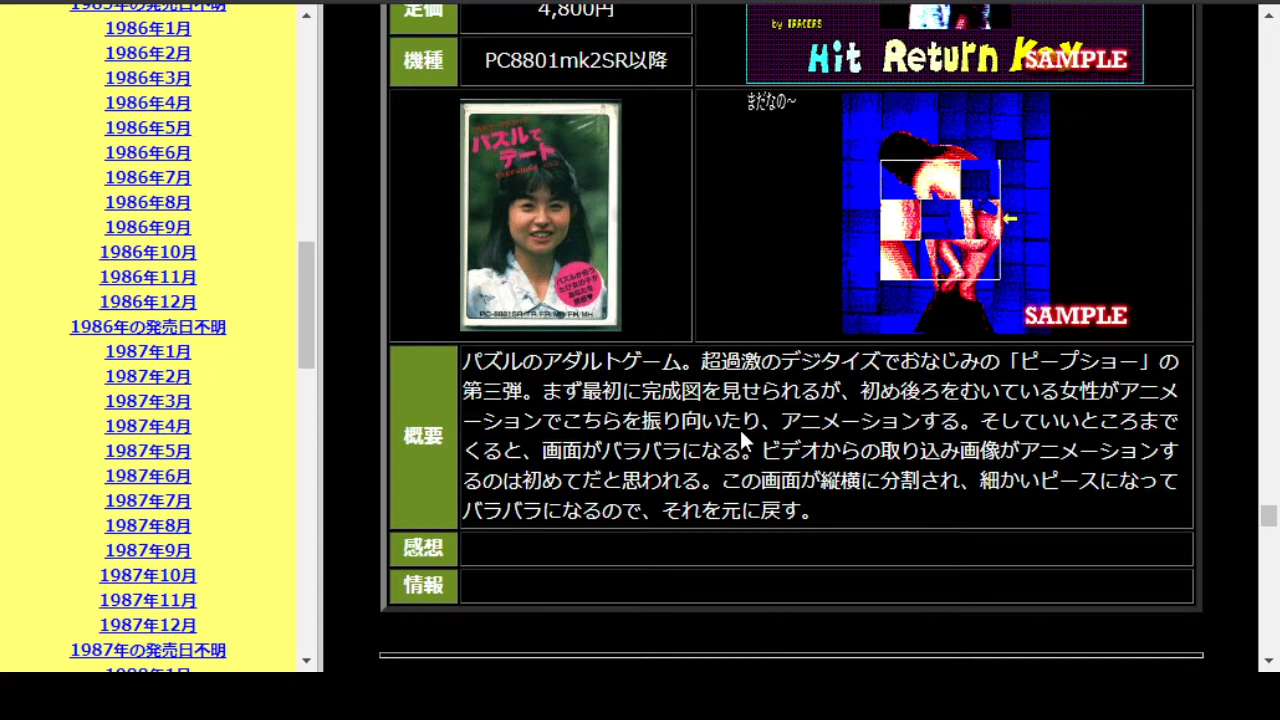 1985年の発売日不明
1986年1月
1986年2月
1986年3月
1986年4月
1986年5月
1986年6月
1986年7月
1986年8月
1986年9月
1986年10月
1986年11月
1986年12月
1986年の発売日不明
1987年1月
1987年2月
1987年3月
1987年4月
1987年5月
1987年6月
1987年7月
1987年8月
1987年9月
1987年10月
1987年11月
1987年12月
1987年の発売日不明
1988年1月
定価
4,800円
機種
PC8801mk2SR以降
Hit Return Key
SAMPLE
パズルで
デート
まだなの~
SAMPLE
概要
パズルのアダルトゲーム。超過激のデジタイズでおなじみの「ピープショー」の
第三弾。まず最初に完成図を見せられるが、初め後ろをむいている女性がアニメ
ーションでこちらを振り向いたり、アニメーションする。そしていいところまで
くると、画面がバラバラになる。ビデオからの取り込み画像がアニメーションす
るのは初めてだと思われる。この画面が縦横に分割され、細かいピースになって
バラバラになるので、それを元に戻す。
感想
情報